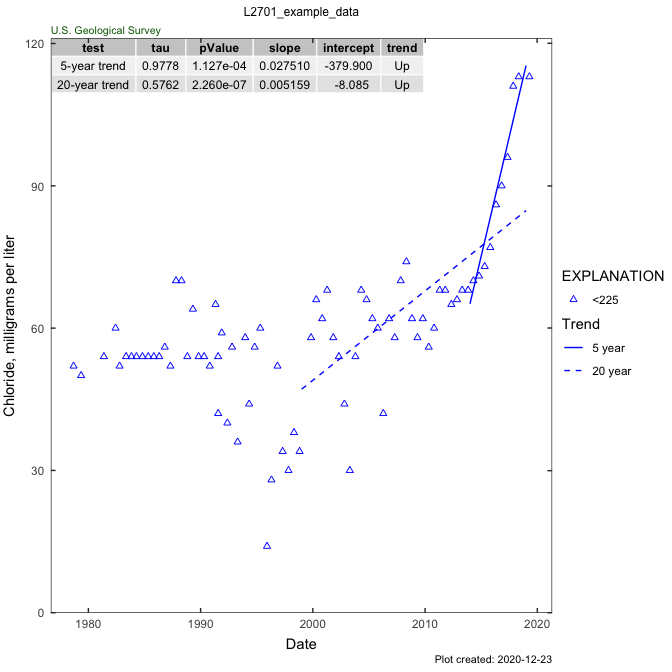 L2701_example_data
U.S. Geological Survey
test tau pValue slope intercept trend
5-year trend 0.9778 1.127e-04 0.027510 -379.900 Up
20-year trend 0.5762 2.260e-07 0.005159 -8.085 Up
120
90
60
30
0
Chloride, milligrams per liter
1980 1990 2000 2010 2020
Date
EXPLANATION
<225
Trend
5 year
20 year
Plot created: 2020-12-23